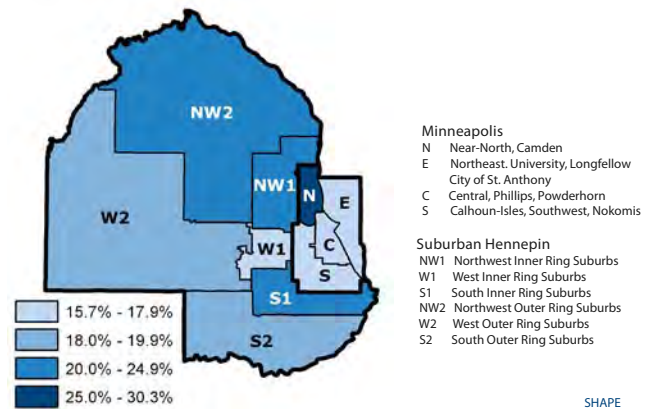 NW2
NW1
N
E
W2
W1
C
S
S1
S2
15.7% - 17.9%
18.0% - 19.9%
20.0% - 24.9%
25.0% - 30.3%
Minneapolis
N Near-North, Camden
E Northeast. University, Longfellow
City of St. Anthony
C Central, Phillips, Powderhorn
S Calhoun-Isles, Southwest, Nokomis
Suburban Hennepin
NW1 Northwest Inner Ring Suburbs
W1 West Inner Ring Suburbs
S1 South Inner Ring Suburbs
NW2 Northwest Outer Ring Suburbs
W2 West Outer Ring Suburbs
S2 South Outer Ring Suburbs
SHAPE